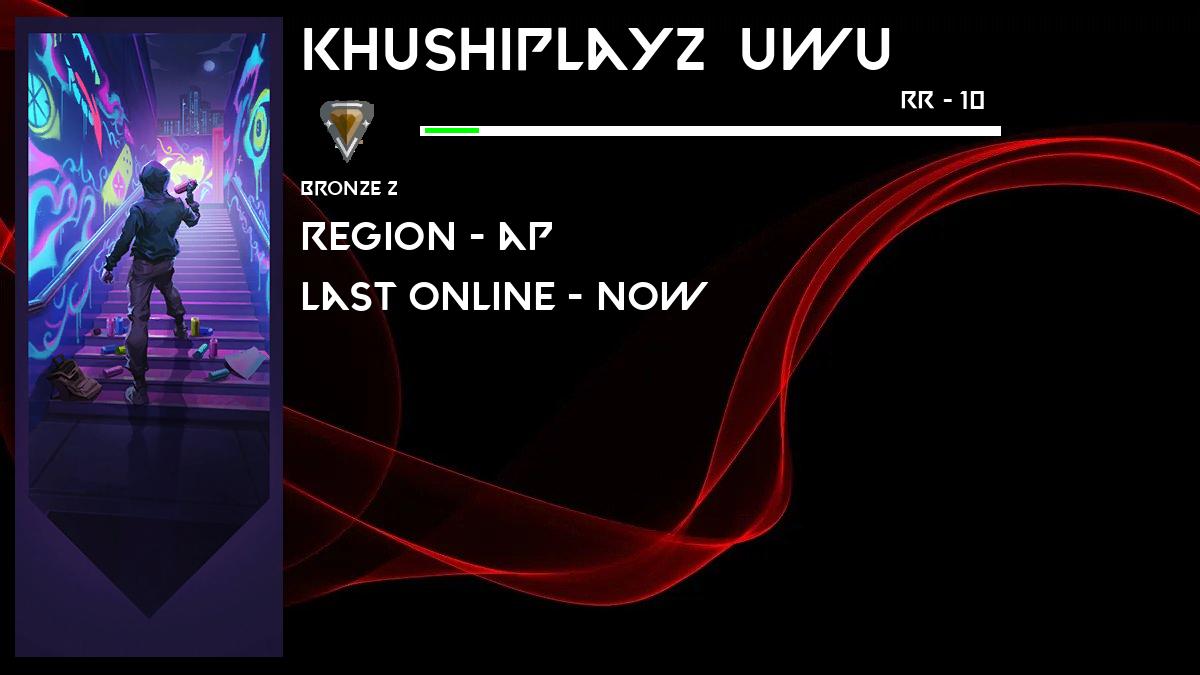 KHUSHIPLAYZ UWU
RR - 10
BRONZE 2
REGION - AP
LAST ONLINE - NOW